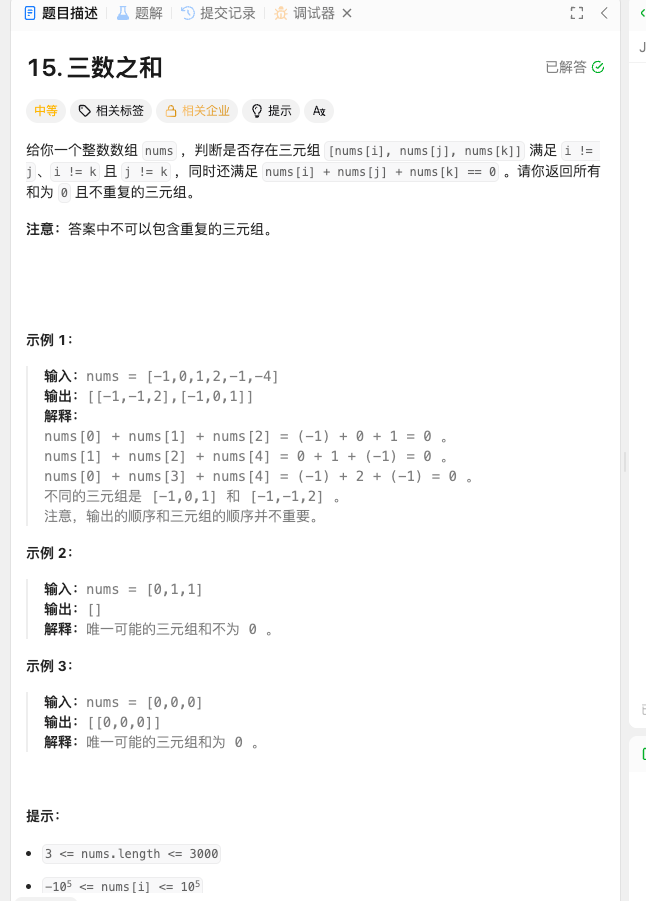 题目描述 题解 提交记录 调试器
15. 三数之和
已解答
中等 相关标签 相关企业 提示
给你一个整数数组 nums ，判断是否存在三元组 [nums[i], nums[j], nums[k]] 满足 i !=
j、i != k 且 j != k ，同时还满足 nums[i] + nums[j] + nums[k] == 0 。请你返回所有
和为 0 且不重复的三元组。
注意：答案中不可以包含重复的三元组。
示例 1：
输入：nums = [-1,0,1,2,-1,-4]
输出：[[-1,-1,2],[-1,0,1]]
解释：
nums[0] + nums[1] + nums[2] = (-1) + 0 + 1 = 0 。
nums[1] + nums[2] + nums[4] = 0 + 1 + (-1) = 0 。
nums[0] + nums[3] + nums[4] = (-1) + 2 + (-1) = 0 。
不同的三元组是 [-1,0,1] 和 [-1,-1,2] 。
注意，输出的顺序和三元组的顺序并不重要。
示例 2：
输入：nums = [0,1,1]
输出：[]
解释：唯一可能的三元组和不为 0 。
示例 3：
输入：nums = [0,0,0]
输出：[[0,0,0]]
解释：唯一可能的三元组和为 0 。
提示：
• 3 <= nums.length <= 3000
• -10⁵ <= nums[i] <= 10⁵